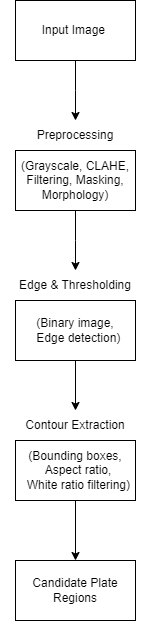 Input Image
Preprocessing
(Grayscale, CLAHE,
Filtering, Masking,
Morphology)
Edge & Thresholding
(Binary image,
Edge detection)
Contour Extraction
(Bounding boxes,
Aspect ratio,
White ratio filtering)
Candidate Plate
Regions